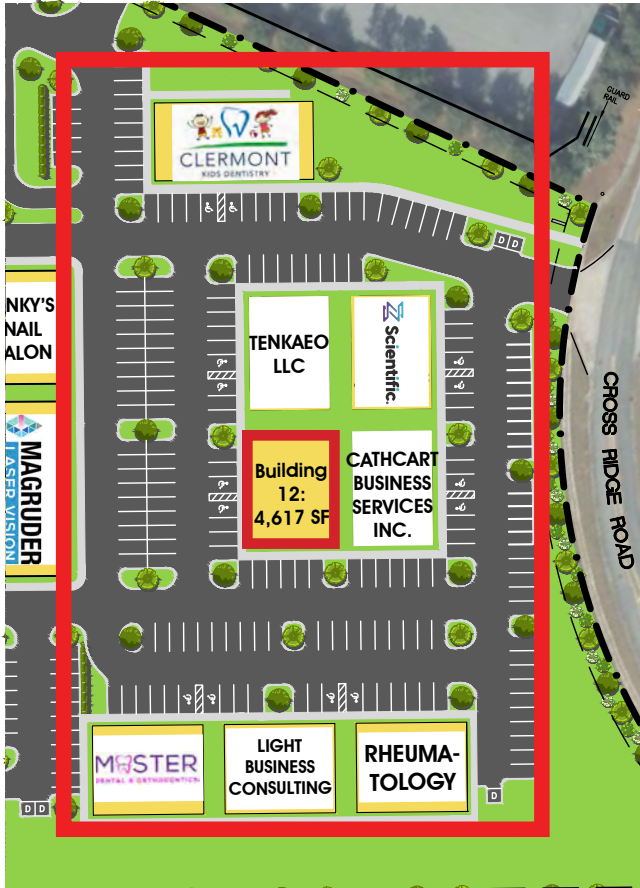 GUARD
RAIL
CLERMONT
KIDS DENTISTRY
D D
NKY'S
NAIL
ALON
TENKAEO
LLC
Scientific.
CROSS RIDGE ROAD
MAGRUDER
LASER VISION
Building
12:
4,617 SF
CATHCART
BUSINESS
SERVICES
INC.
MASTER
DENTAL & ORTHODONTICS
LIGHT
BUSINESS
CONSULTING
RHEUMA-
TOLOGY
D D
D